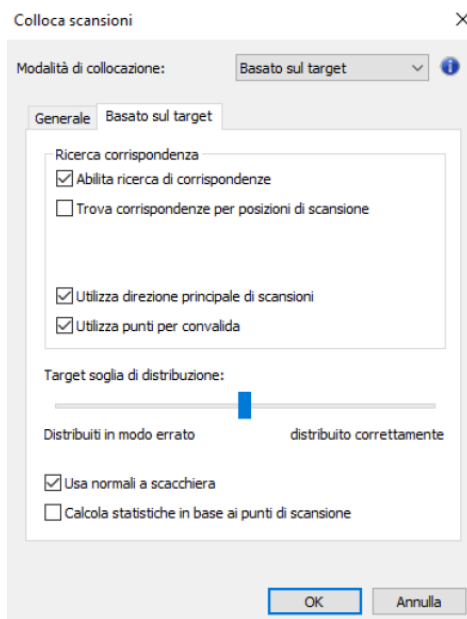 Colloca scansioni
Modalità di collocazione: Basato sul target
Generale Basato sul target
Ricerca corrispondenza
Abilita ricerca di corrispondenze
Trova corrispondenze per posizioni di scansione
Utilizza direzione principale di scansioni
Utilizza punti per convalida
Target soglia di distribuzione:
Distribuiti in modo errato distribuito correttamente
Usa normali a scacchiera
Calcola statistiche in base ai punti di scansione
OK Annulla